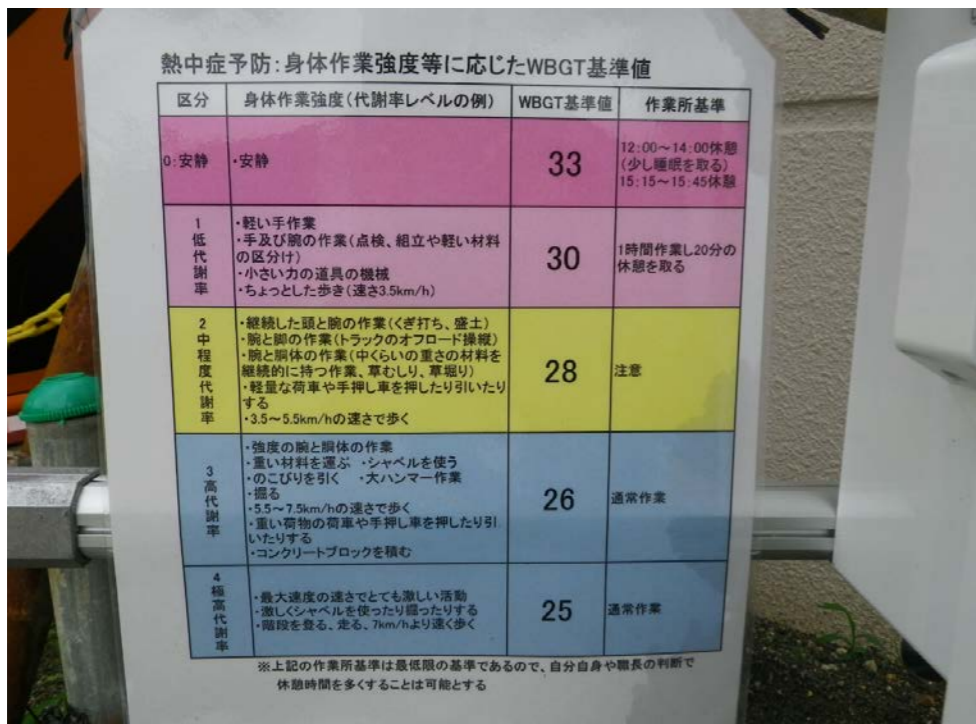 熱中症予防:身体作業強度等に応じたWBGT基準値
区分 身体作業強度(代謝率レベルの例) WBGT基準値 作業所基準
0:安静 ・安静 33 12:00～14:00休憩
(少し睡眠を取る)
15:15～15:45休憩
1低代謝率
・軽い手作業
・手及び腕の作業(点検、組立や軽い材料
の区分け)
・小さい力の道具の機械
・ちょっとした歩き(速さ3.5km/h)
30
1時間作業し20分の
休憩を取る
2中程度代謝率
・継続した頭と腕の作業(くぎ打ち、盛土)
・腕と脚の作業(トラックのオフロード操縦)
・腕と胴体の作業(中くらいの重さの材料を
継続的に持つ作業、草むしり、草堀り)
・軽量な荷車や手押し車を押したり引いたり
する
・3.5～5.5km/hの速さで歩く
28
注意
3高代謝率
・強度の腕と胴体の作業
・重い材料を運ぶ ・シャベルを使う
・のこびりを引く ・大ハンマー作業
・掘る
・5.5～7.5km/hの速さで歩く
・重い荷物の荷車や手押し車を押したり引
いたりする
・コンクリートブロックを積む
26
通常作業
4極高代謝率
・最大速度の速さでとても激しい活動
・激しくシャベルを使ったり掘ったりする
・階段を登る、走る、7km/hより速く歩く
25
通常作業
※上記の作業所基準は最低限の基準であるので、自分自身や職長の判断で
休憩時間を多くすることは可能とする